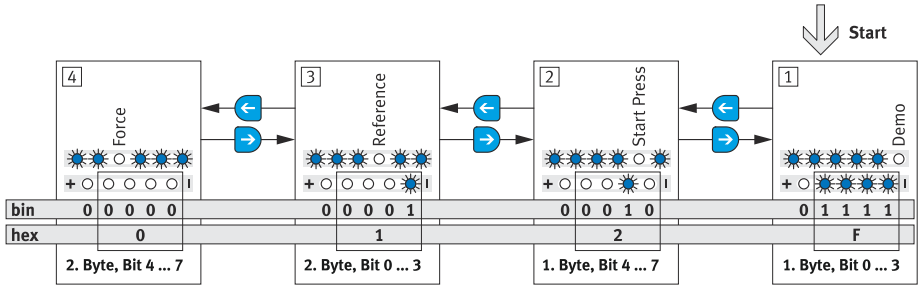 Start
4
3
2
1
Force
Reference
Start Press
Demo
+ I
+ I
+ I
+ I
bin 0 0 0 0 0 0 0 0 0 1 0 0 0 1 0 0 1 1 1 1
hex 0 1 2 F
2. Byte, Bit 4 ... 7
2. Byte, Bit 0 ... 3
1. Byte, Bit 4 ... 7
1. Byte, Bit 0 ... 3